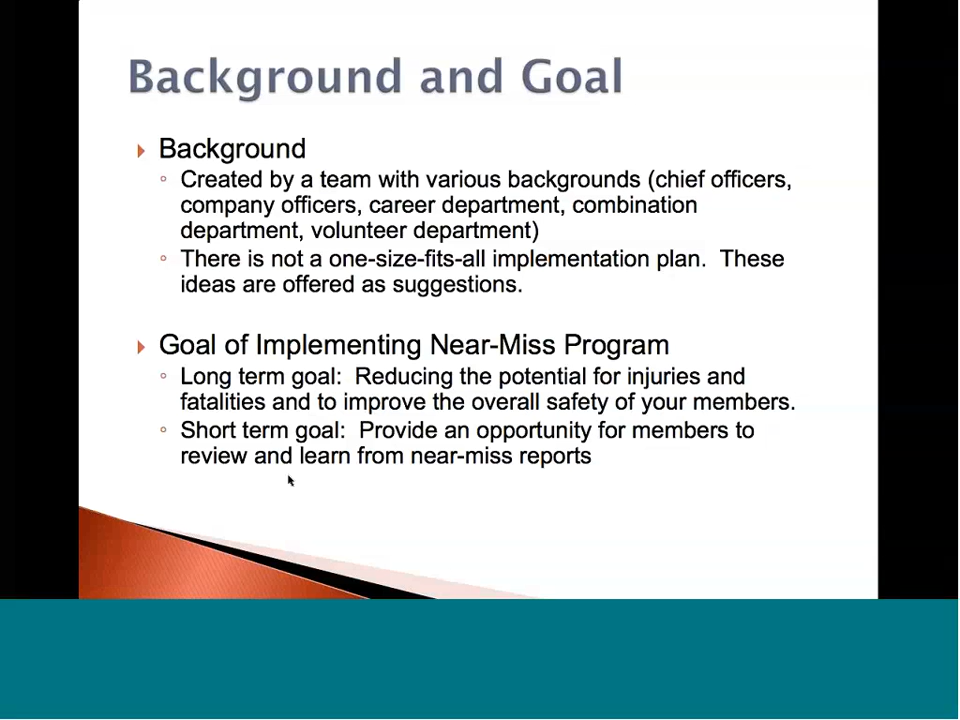 Background and Goal
Background
Created by a team with various backgrounds (chief officers,
company officers, career department, combination
department, volunteer department)
There is not a one-size-fits-all implementation plan.  These
ideas are offered as suggestions.
Goal of Implementing Near-Miss Program
Long term goal:  Reducing the potential for injuries and
fatalities and to improve the overall safety of your members.
Short term goal:  Provide an opportunity for members to
review and learn from near-miss reports